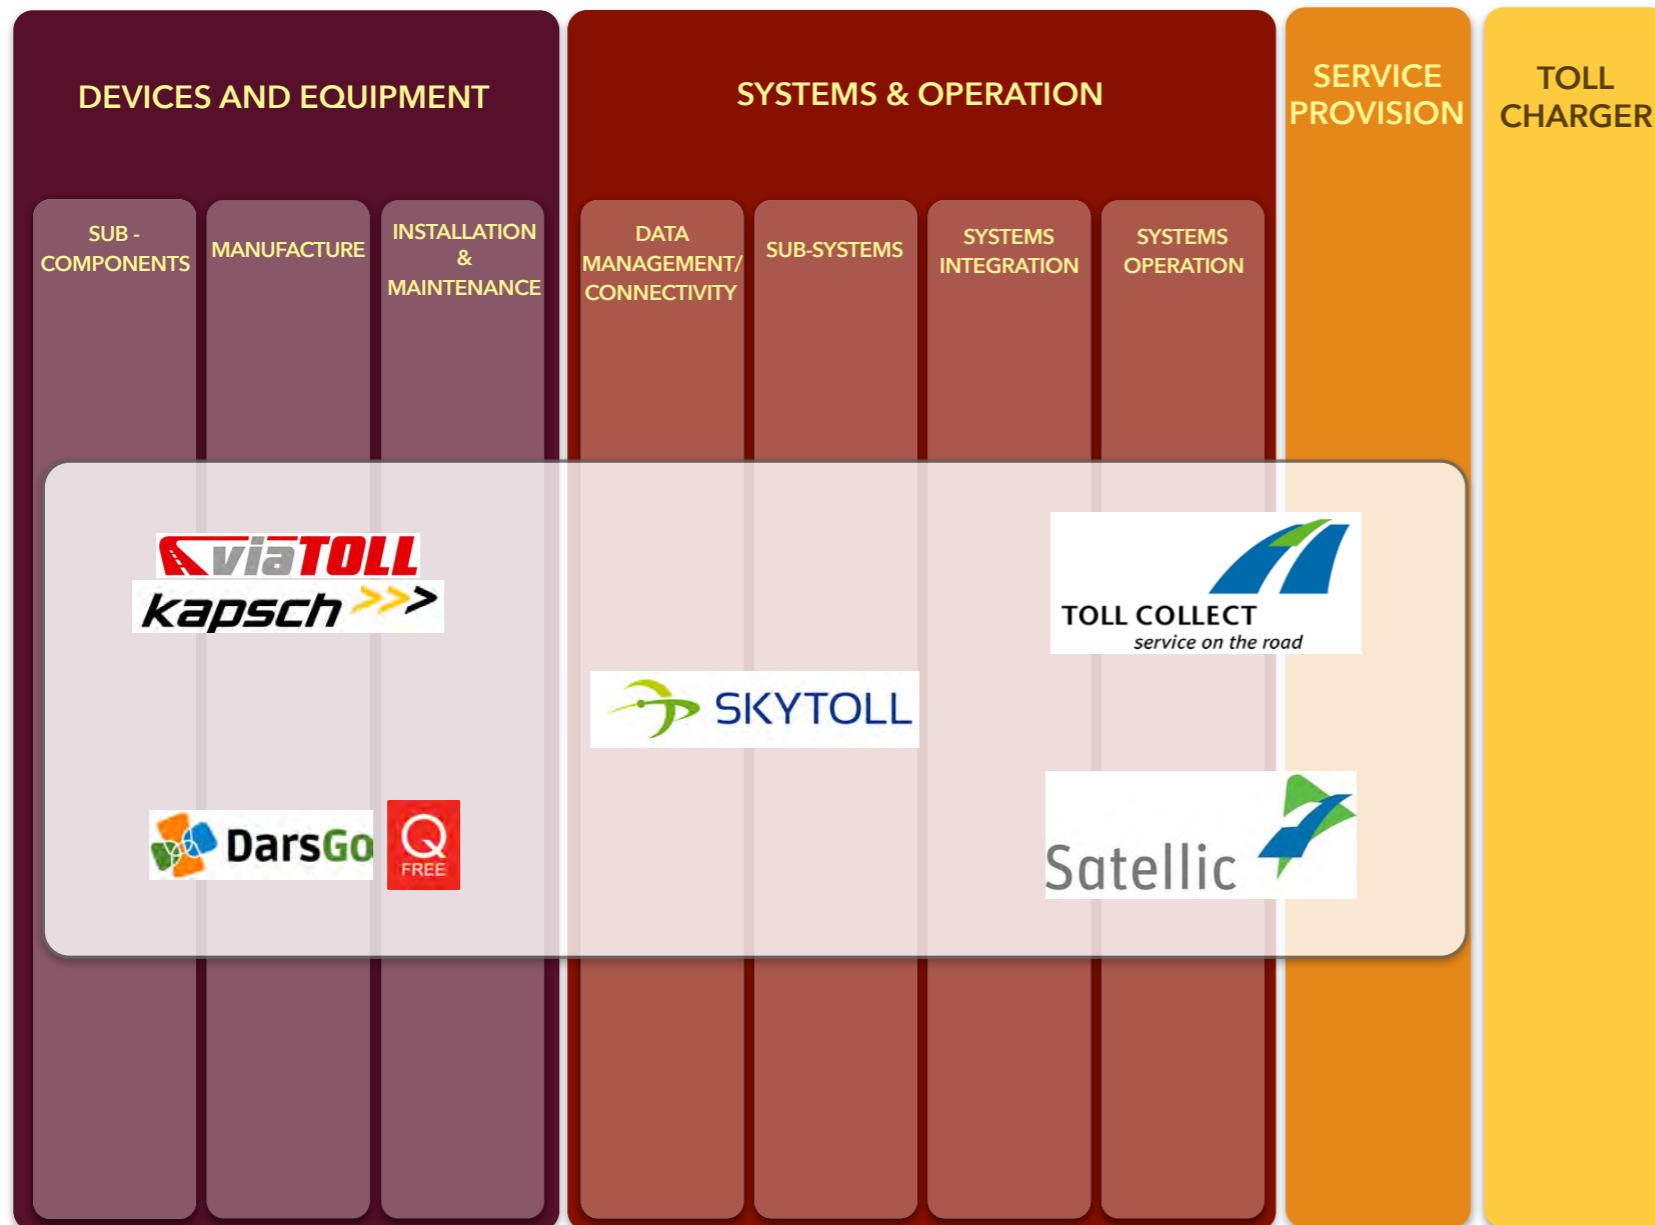 DEVICES AND EQUIPMENT
SYSTEMS & OPERATION
SERVICE
PROVISION
TOLL
CHARGER
SUB -
COMPONENTS
MANUFACTURE
INSTALLATION
&
MAINTENANCE
DATA
MANAGEMENT/
CONNECTIVITY
SUB-SYSTEMS
SYSTEMS
INTEGRATION
SYSTEMS
OPERATION
viaTOLL
kapsch >>>
TOLL COLLECT
service on the road
SKYTOLL
DarsGo
Q
FREE
Satellic